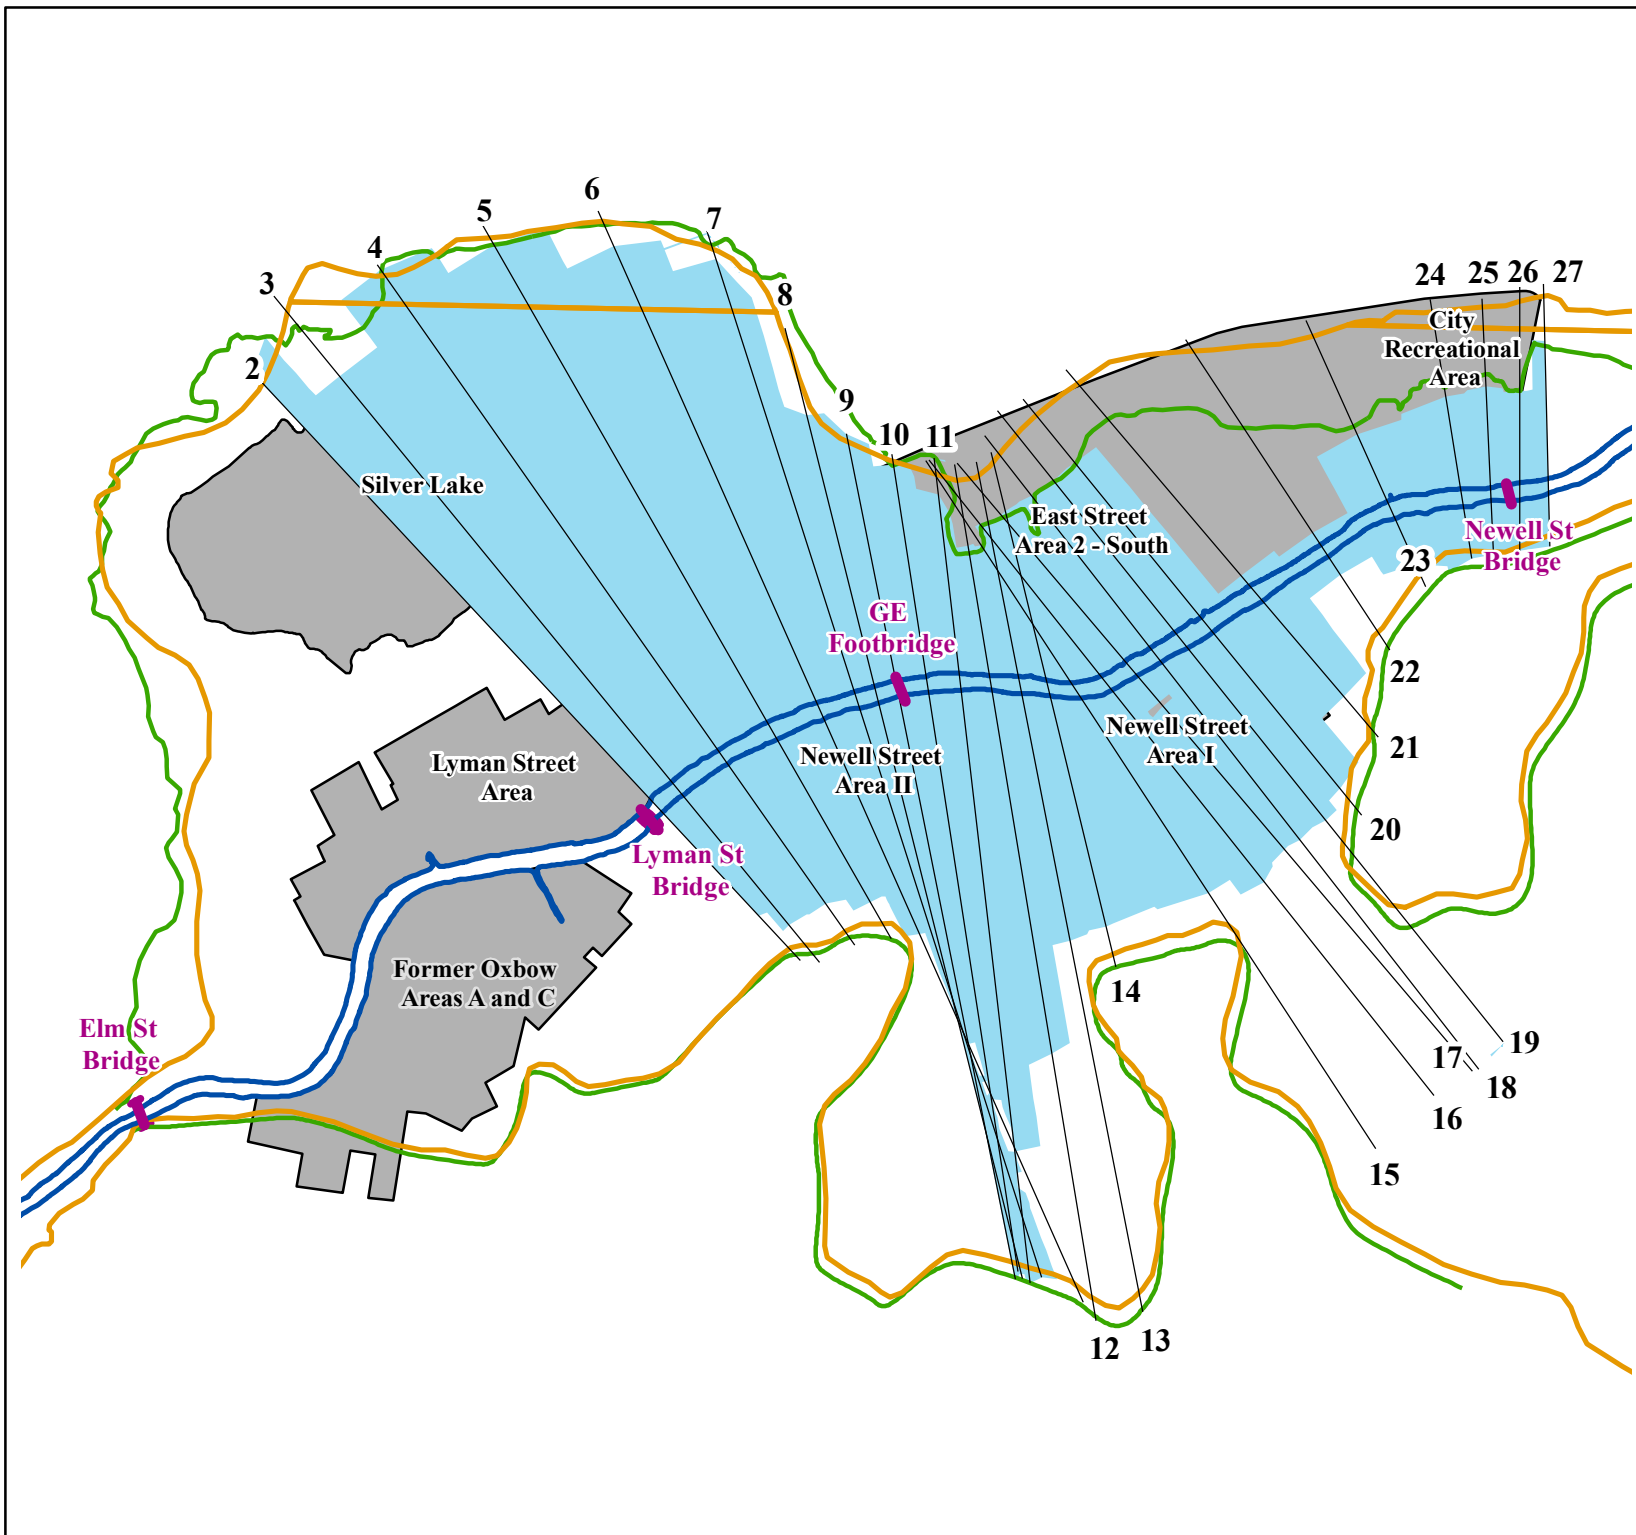 6
5
7
4
3
8
24
25
26
27
City
Recreational
Area
2
9
10
11
Silver Lake
East Street
Area 2 - South
Newell St
Bridge
23
GE
Footbridge
22
Newell Street
Area I
21
Lyman Street
Area
Newell Street
Area II
20
Lyman St
Bridge
Former Oxbow
Areas A and C
14
Elm St
Bridge
19
17
18
16
15
13
12